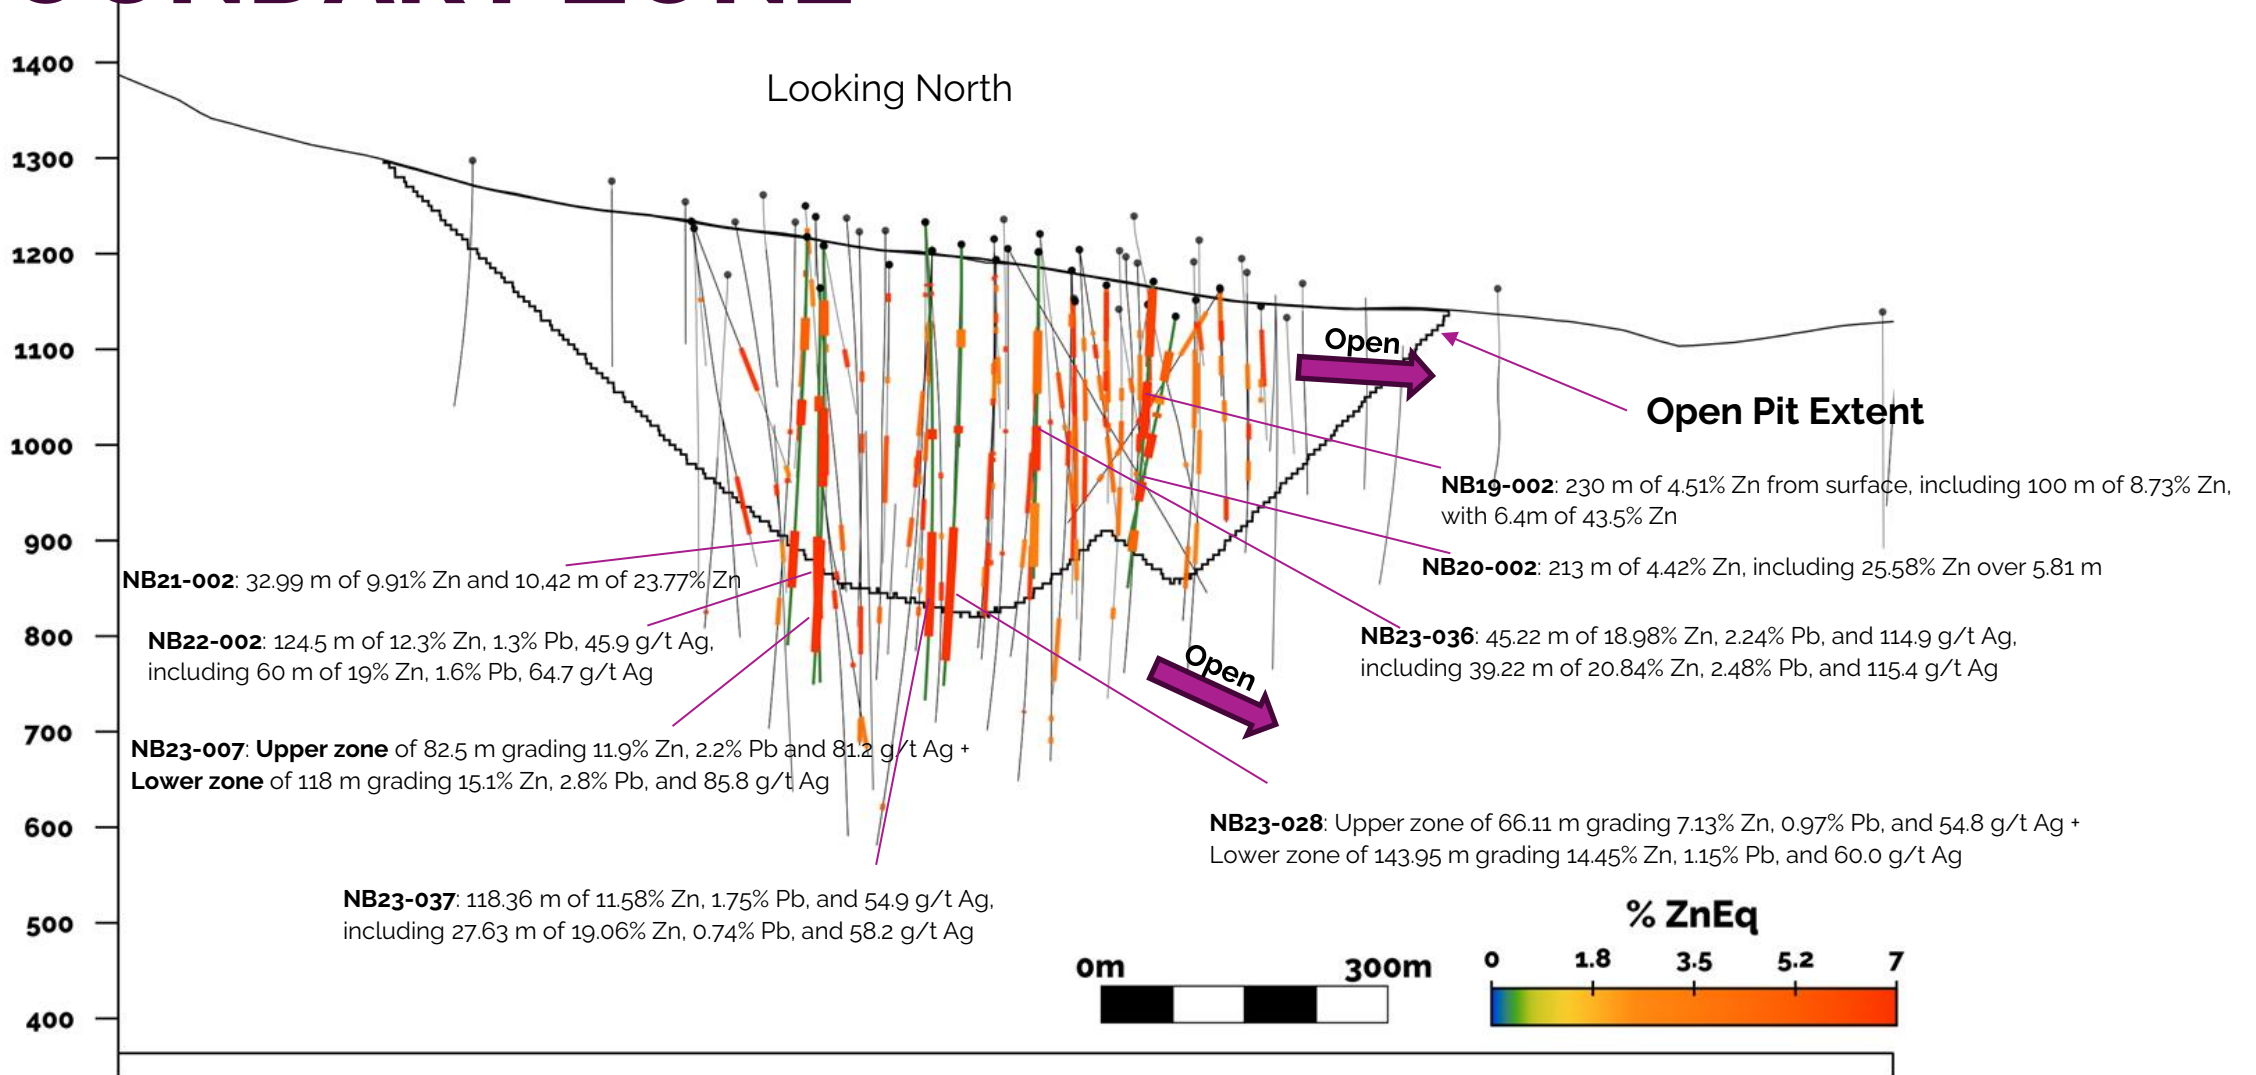 Looking North
1400
1300
1200
1100
1000
900
800
700
600
500
400
Open
Open Pit Extent
NB19-002: 230 m of 4.51% Zn from surface, including 100 m of 8.73% Zn,
with 6.4m of 43.5% Zn
NB20-002: 213 m of 4.42% Zn, including 25.58% Zn over 5.81 m
NB21-002: 32.99 m of 9.91% Zn and 10,42 m of 23.77% Zn
NB22-002: 124.5 m of 12.3% Zn, 1.3% Pb, 45.9 g/t Ag,
including 60 m of 19% Zn, 1.6% Pb, 64.7 g/t Ag
NB23-036: 45.22 m of 18.98% Zn, 2.24% Pb, and 114.9 g/t Ag,
including 39.22 m of 20.84% Zn, 2.48% Pb, and 115.4 g/t Ag
Open
NB23-007: Upper zone of 82.5 m grading 11.9% Zn, 2.2% Pb and 81.2 g/t Ag +
Lower zone of 118 m grading 15.1% Zn, 2.8% Pb, and 85.8 g/t Ag
NB23-028: Upper zone of 66.11 m grading 7.13% Zn, 0.97% Pb, and 54.8 g/t Ag +
Lower zone of 143.95 m grading 14.45% Zn, 1.15% Pb, and 60.0 g/t Ag
NB23-037: 118.36 m of 11.58% Zn, 1.75% Pb, and 54.9 g/t Ag,
including 27.63 m of 19.06% Zn, 0.74% Pb, and 58.2 g/t Ag
0m 300m
% ZnEq
0 1.8 3.5 5.2 7